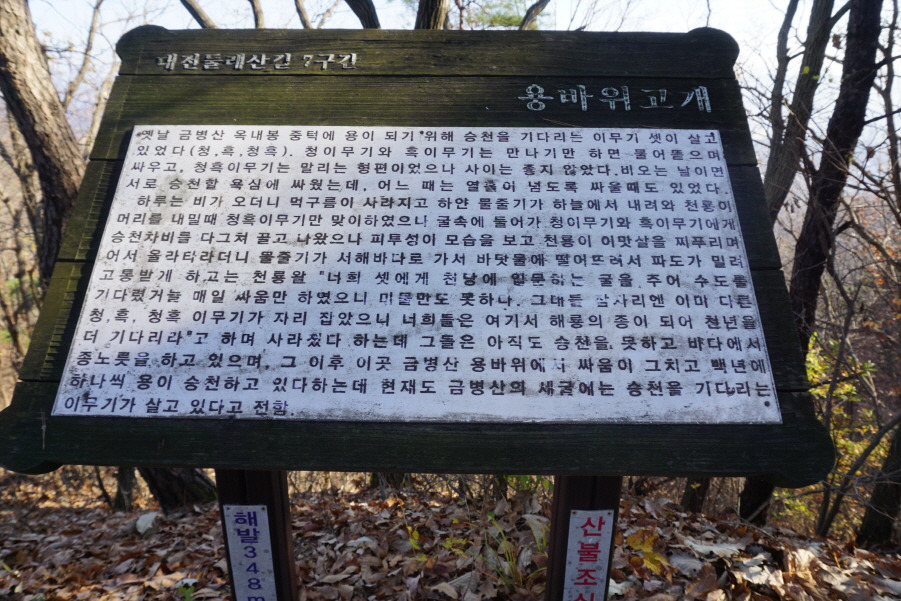 대전둘레산길 7구간
용바위고개
옛날 금병산 옥내봉 중턱에 용이 되기 위해 승천을 기다리는 이무기 셋이 살고
있었다(청,흑,청흑). 청이무기와 흑이무기는 만나기만 하면 물어뜯으며
싸우고, 청흑이무기는 말리는 형편이었으나 사이는 좋지 않았다.비오는 날이면
서로 승천할 욕심에 싸웠는데, 어느 때는 열흘이 넘도록 싸울때도 있었다.
하루는 비가 오더니 먹구름이 사라지고 하얀 물줄기가 하늘에서 내려와 천룡이
머리를 내밀때 청흑이무기만 맞이하였으니 굴속에 들어가 청이무기와 흑이무기에게
승천차비를 다그쳐 끌고 나왔으나 피투성이 모습을 보고 천룡이 이맛살을 찌푸리며
어서 올라타라더니 물줄기가 서해바다로 가서 바닷물에 떨어뜨려서 파도가 밀려
고통받게 하고는 천룡왈 "너희 셋에게 천당에 입문하는 굴을 주어 수도를
기다렸거늘 매일 싸움만 하였으니 미물만도 못하나. 그대들 잠자리엔 이마 다른
청, 흑, 청흑 이무기가 자리 잡았으니 너희들은 여기서 해룡의 종이 되어 천년을
더 기다리라"고 하며 사라졌다 하는데 그들은 아직도 승천을 못하고 바다에서
종노릇을 하고 있으며, 그 이후 이곳 금병산 용바위에 싸움이 그치고 백년에
하나씩 용이 승천하고 있다하는데 현재도 금병산의 세굴에는 승천을 기다리는
이무기가 살고 있다고 전함.
해발348m
산불조심